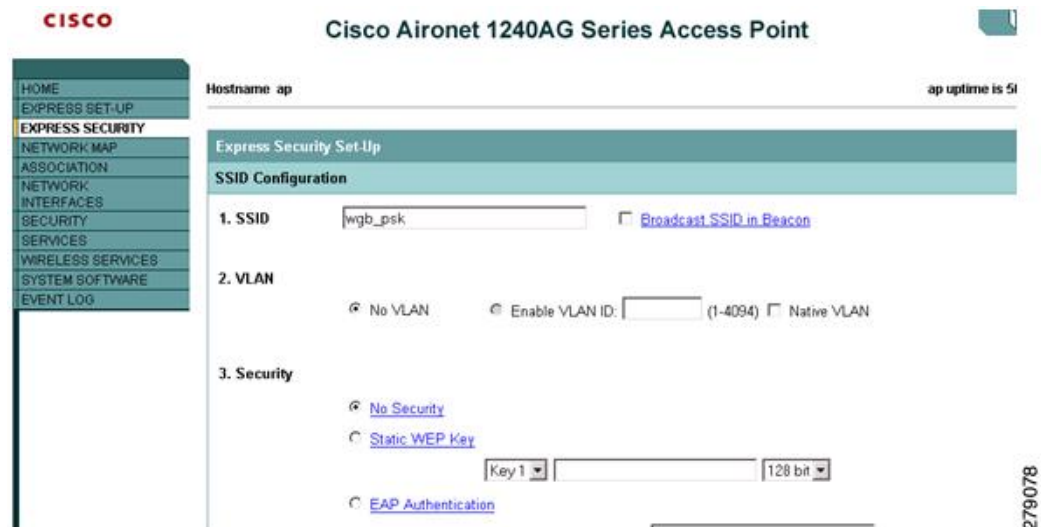 CISCO
Cisco Aironet 1240AG Series Access Point
HOME
EXPRESS SET-UP
EXPRESS SECURITY
NETWORK MAP
ASSOCIATION
NETWORK
INTERFACES
SECURITY
SERVICES
WIRELESS SERVICES
SYSTEM SOFTWARE
EVENT LOG
Hostname ap
ap uptime is
Express Security Set-Up
SSID Configuration
1. SSID wgb_psk Broadcast SSID in Beacon
2. VLAN
No VLAN Enable VLAN ID: (1-4094) Native VLAN
3. Security
No Security
Static WEP Key
Key 1 128 bit
EAP Authentication
279078